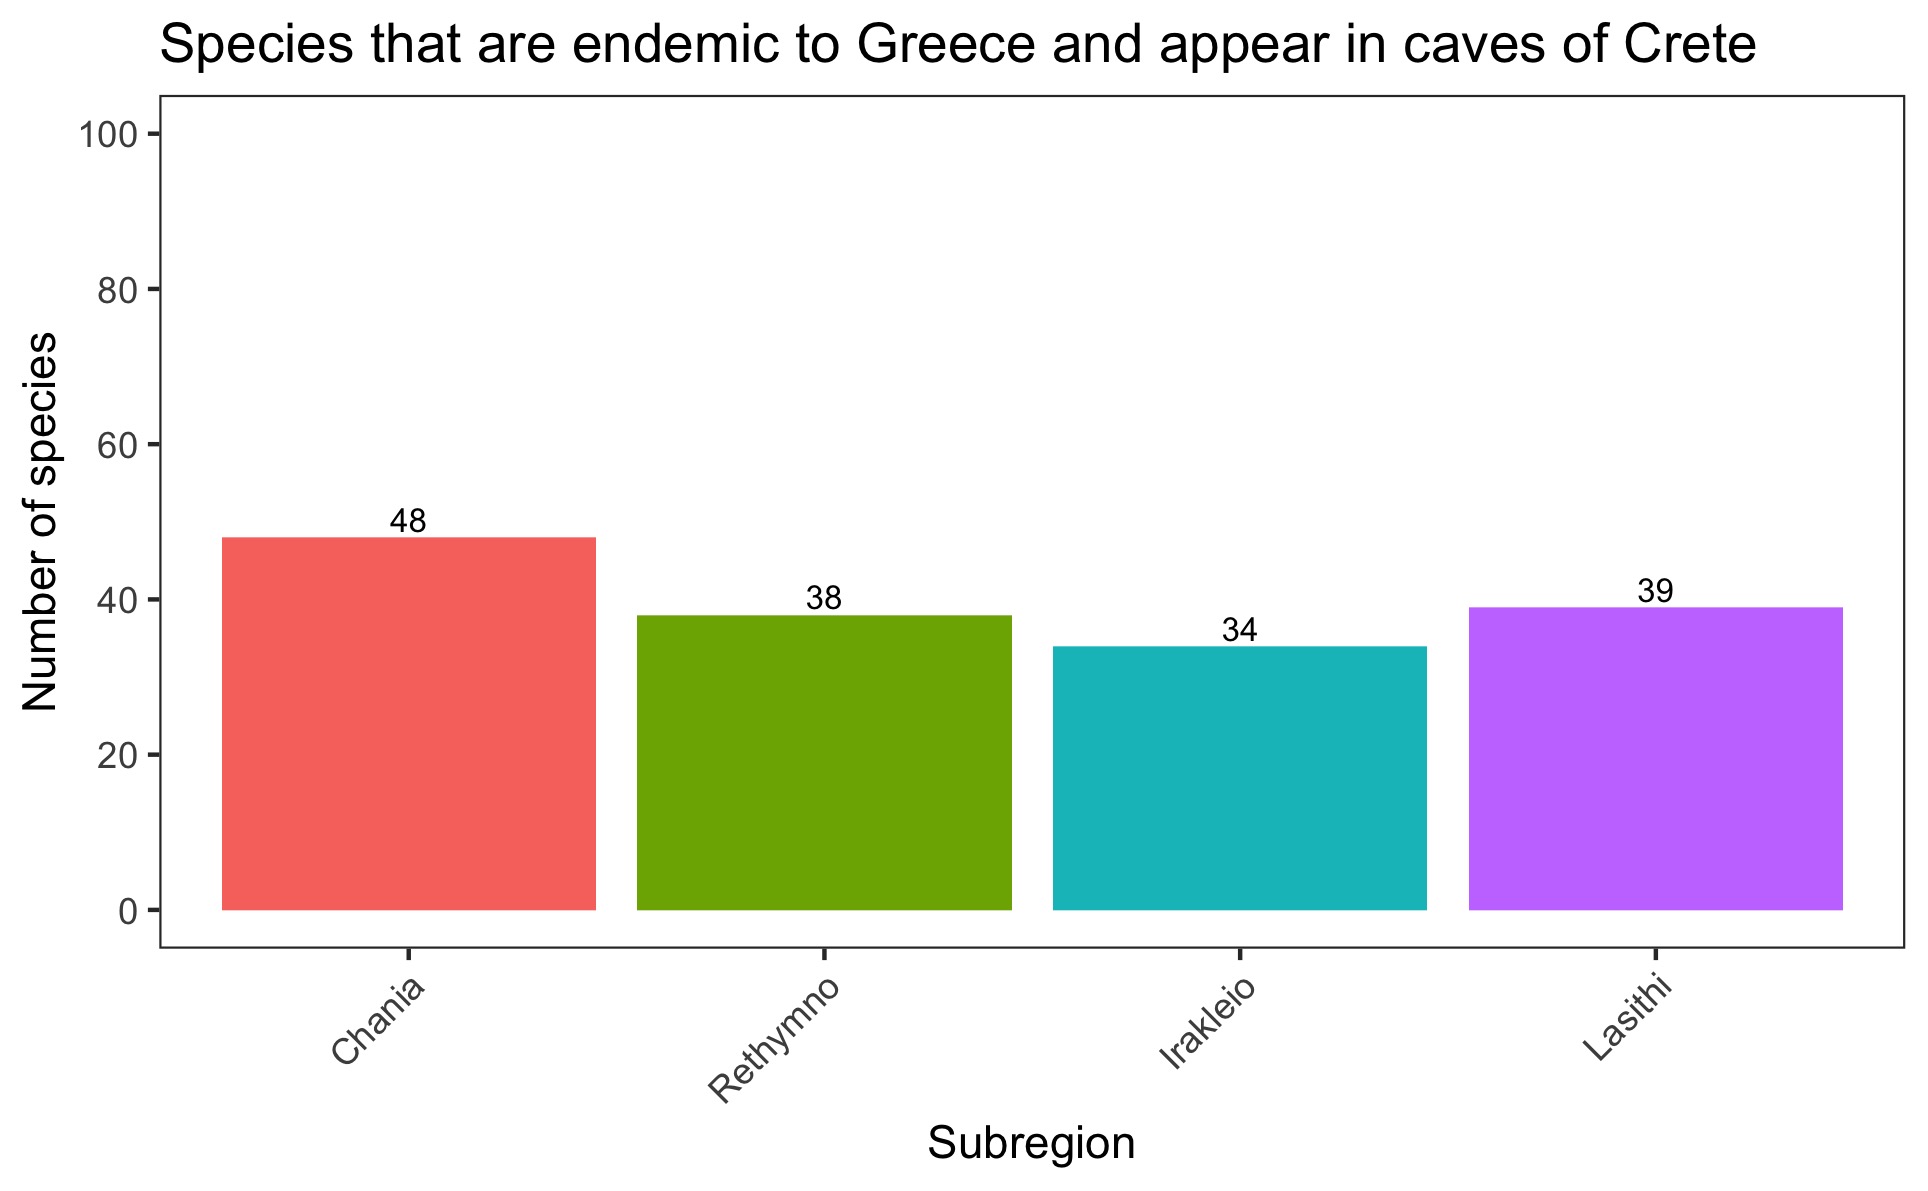 Species that are endemic to Greece and appear in caves of Crete
Number of species
100
80
60
40
20
0
48
38
34
39
Chania
Rethymno
Irakleio
Lasithi
Subregion